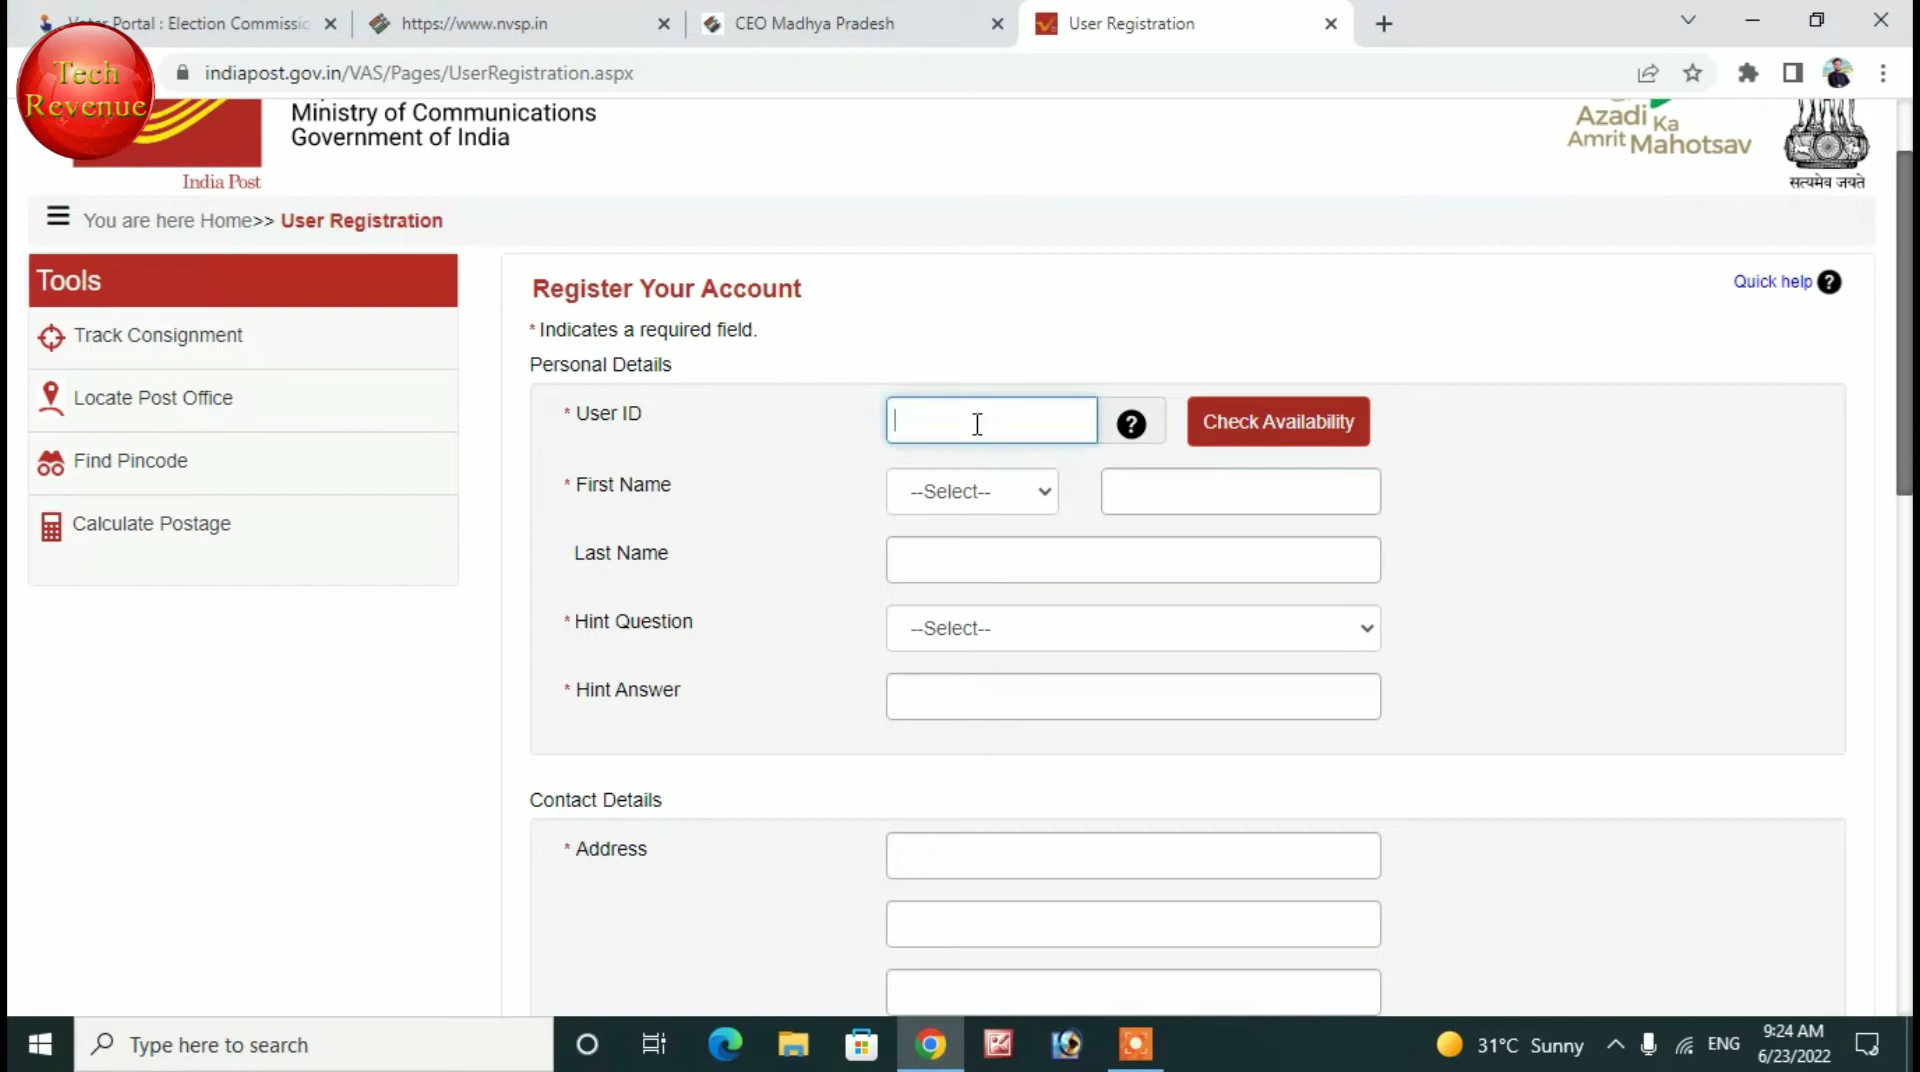 Voter Portal : Election Commissio
https://www.nvsp.in
CEO Madhya Pradesh
User Registration
Tech
Revenue
indiapost.gov.in/VAS/Pages/UserRegistration.aspx
Ministry of Communications
Government of India
India Post
Azadi Ka
Amrit Mahotsav
सत्यमेव जयते
You are here Home>> User Registration
Tools
Track Consignment
Locate Post Office
Find Pincode
Calculate Postage
Register Your Account
Quick help ?
* Indicates a required field.
Personal Details
* User ID
?
Check Availability
* First Name
--Select--
Last Name
* Hint Question
--Select--
* Hint Answer
Contact Details
* Address
Type here to search
31°C Sunny
ENG
9:24 AM
6/23/2022